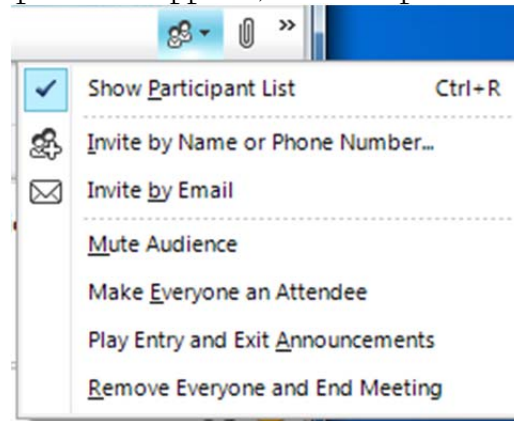 »
Show Participant List Ctrl+R
Invite by Name or Phone Number...
Invite by Email
Mute Audience
Make Everyone an Attendee
Play Entry and Exit Announcements
Remove Everyone and End Meeting